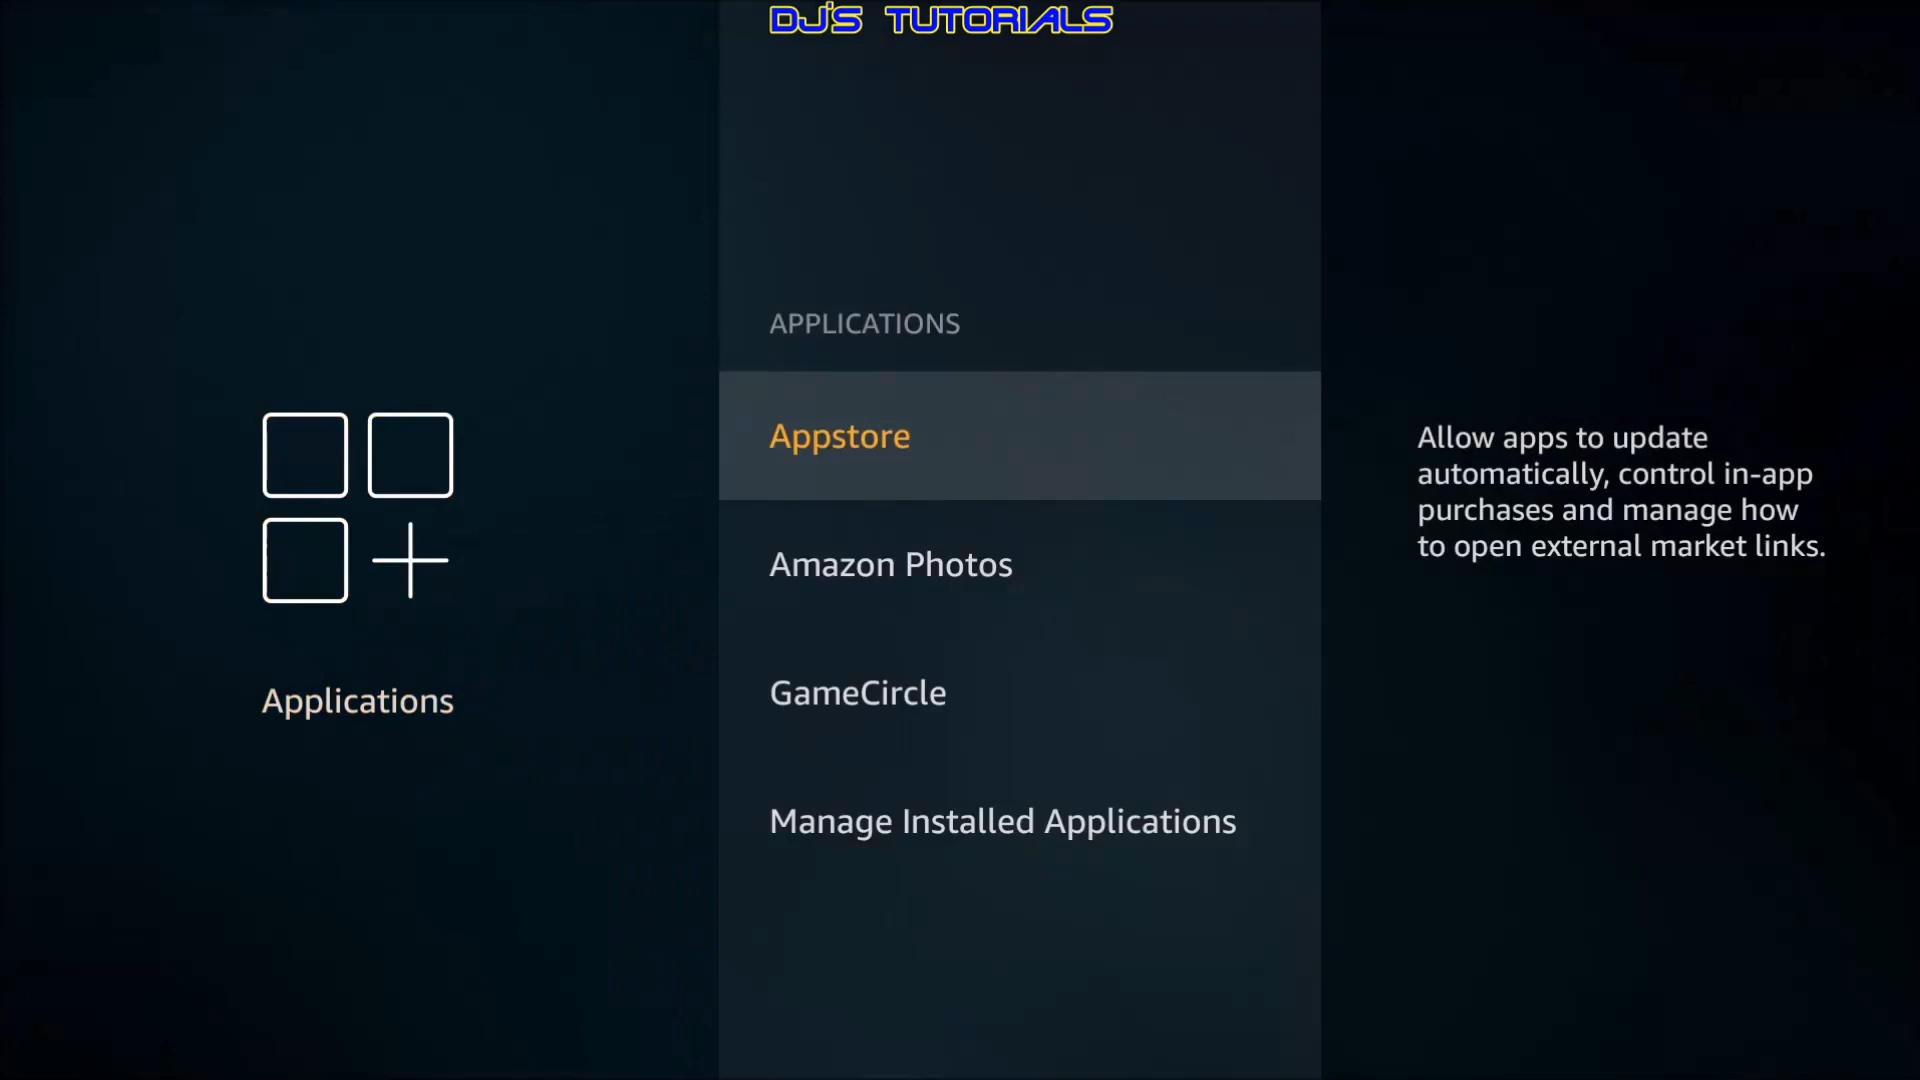 DJ'S TUTORIALS
APPLICATIONS
Appstore
Amazon Photos
GameCircle
Manage Installed Applications
Applications
Allow apps to update
automatically, control in-app
purchases and manage how
to open external market links.